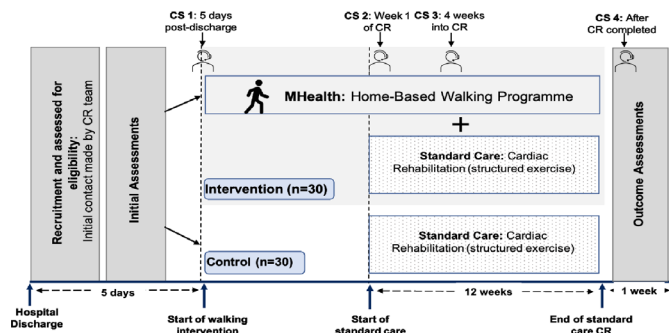 CS 1: 5 days
post-discharge
CS 2: Week 1
of CR
CS 3: 4 weeks
into CR
CS 4: After
CR completed
Recruitment and assessed for
eligibility:
Initial contact made by CR team
Initial Assessments
MHealth: Home-Based Walking Programme
+
Standard Care: Cardiac
Rehabilitation (structured exercise)
Intervention (n=30)
Standard Care: Cardiac
Rehabilitation (structured exercise)
Control (n=30)
Outcome Assessments
5 days
12 weeks
1 week
Hospital
Discharge
Start of walking
intervention
Start of
standard care
End of standard
care CR